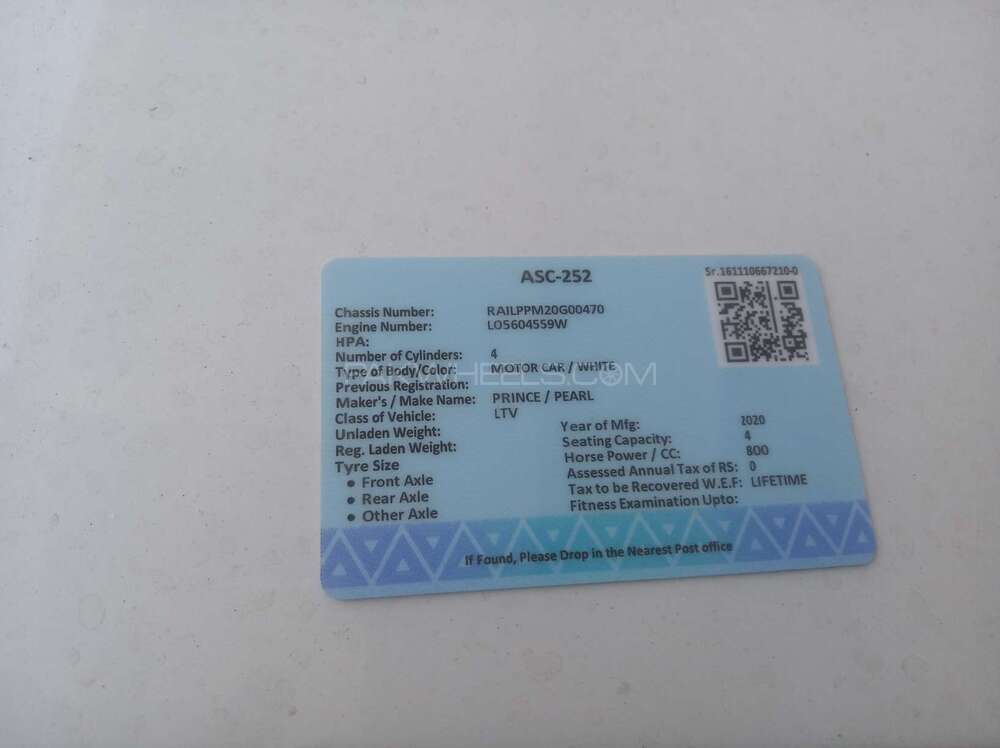 ASC-252
Sr.161110667210-0
Chassis Number: RAJLPPM20G00470
Engine Number: LO5604559W
HPA:
Number of Cylinders: 4
Type of Body/Color: MOTOR CAR / WHITE
Previous Registration:
Maker's / Make Name: PRINCE / PEARL
Class of Vehicle: LTV
Unladen Weight:
Reg. Laden Weight:
Tyre Size
• Front Axle
• Rear Axle
• Other Axle
Year of Mfg: 2020
Seating Capacity: 4
Horse Power / CC: 800
Assessed Annual Tax of RS: 0
Tax to be Recovered W.E.F: LIFETIME
Fitness Examination Upto:
If Found, Please Drop in the Nearest Post office